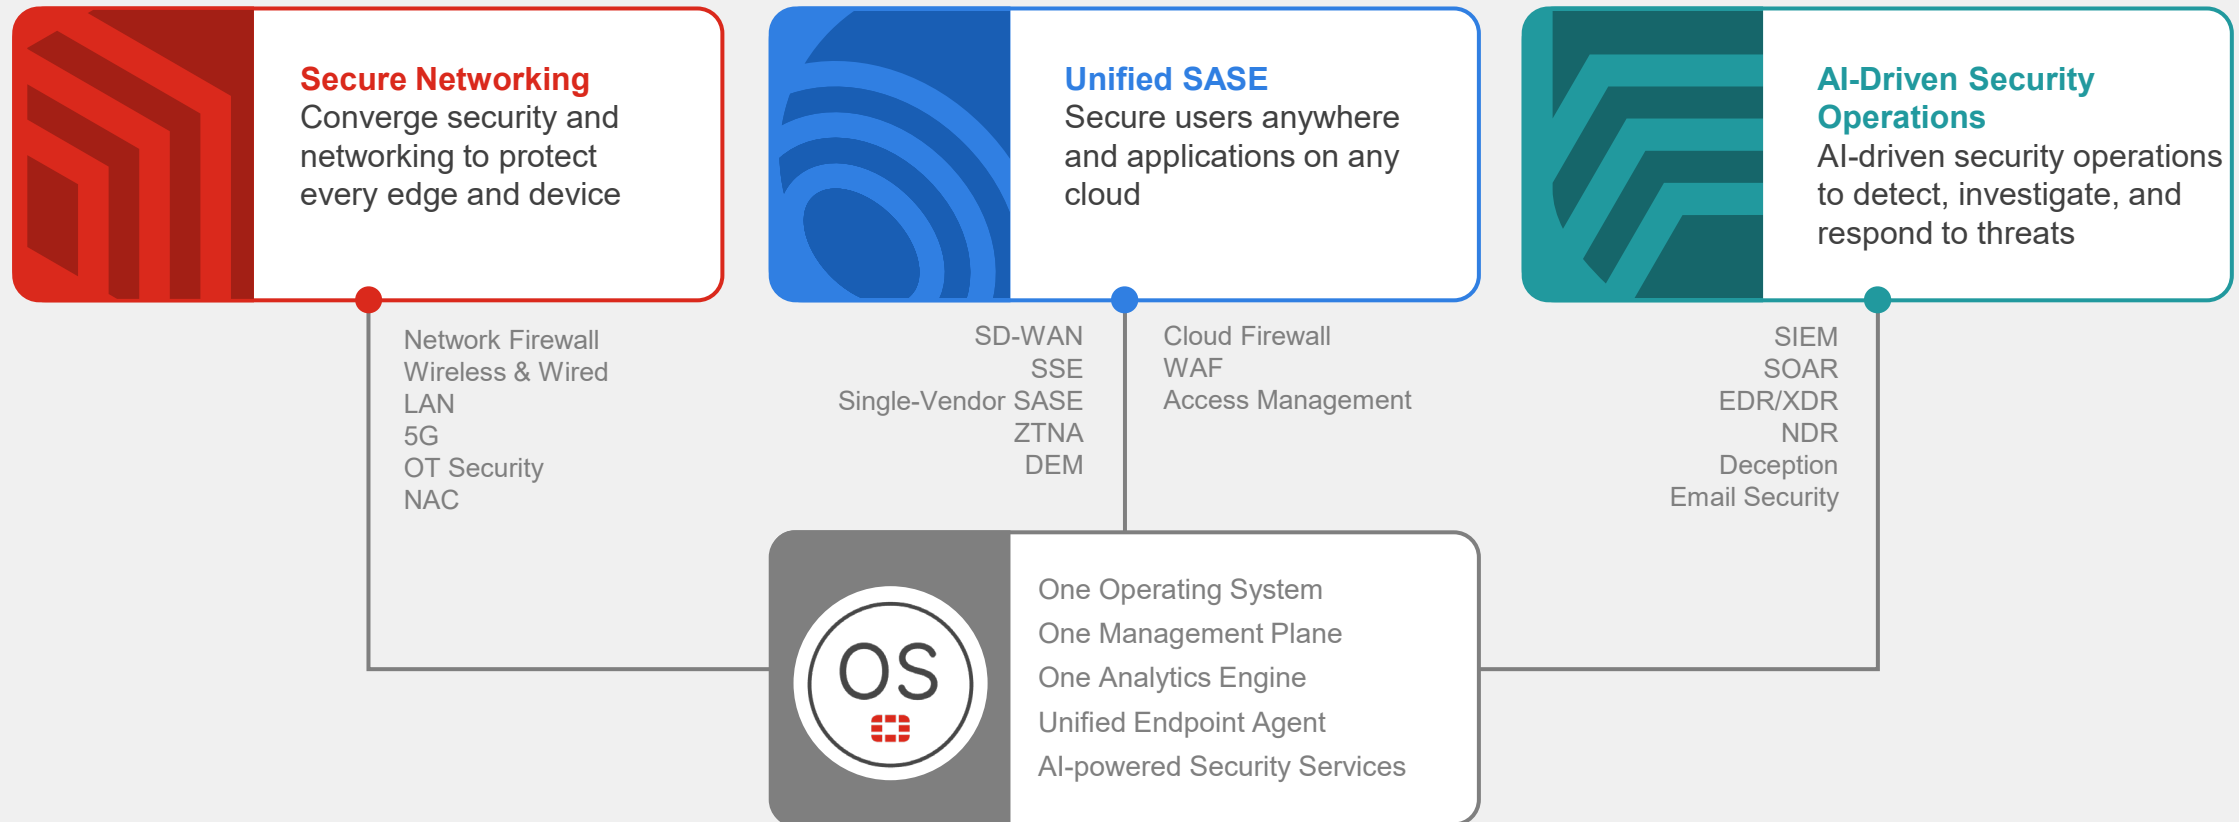 Secure Networking
Converge security and
networking to protect
every edge and device
Unified SASE
Secure users anywhere
and applications on any
cloud
AI-Driven Security
Operations
AI-driven security operations
to detect, investigate, and
respond to threats
Network Firewall
Wireless & Wired
LAN
5G
OT Security
NAC
SD-WAN
SSE
Single-Vendor SASE
ZTNA
DEM
Cloud Firewall
WAF
Access Management
SIEM
SOAR
EDR/XDR
NDR
Deception
Email Security
OS
One Operating System
One Management Plane
One Analytics Engine
Unified Endpoint Agent
AI-powered Security Services